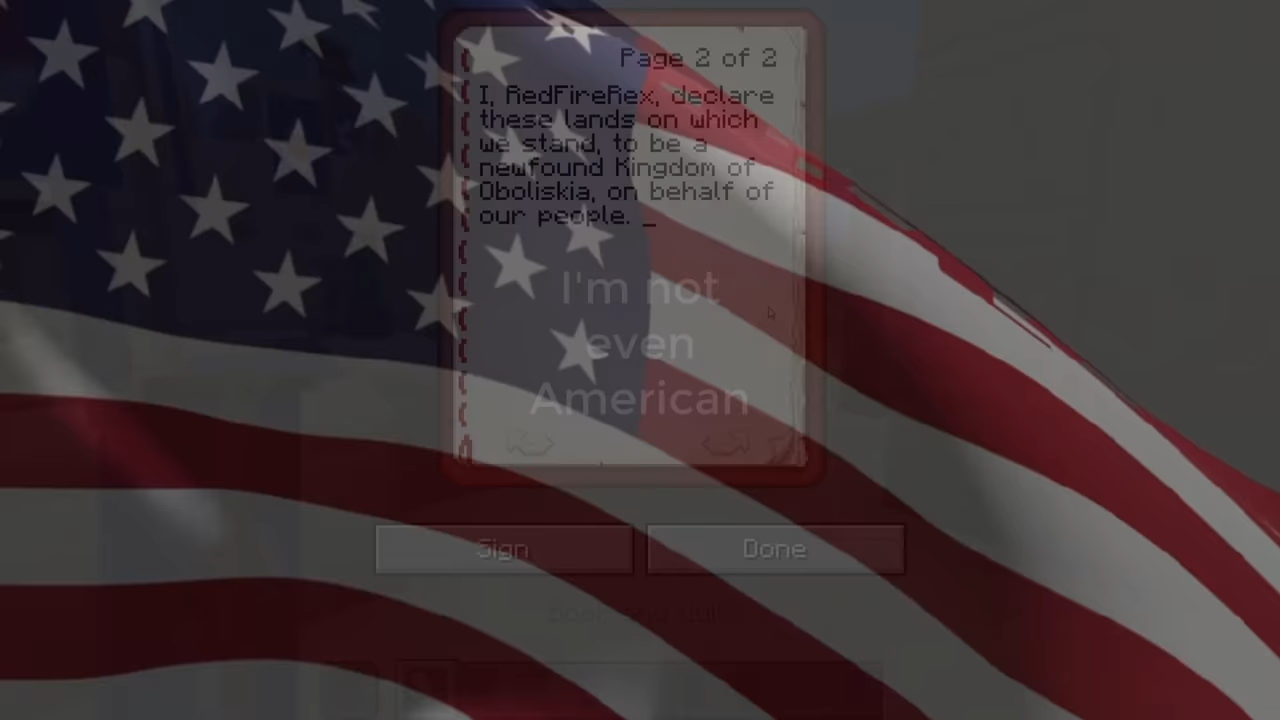 Page 2 of 2
I, RedFireRex, declare
these lands on which
we stand, to be a
newfound Kingdom of
Oboliskia, on behalf of
our people. _
I'm not
even
American
Sign
Done